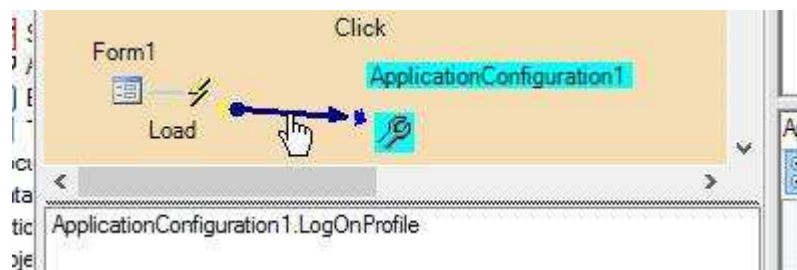 Click
Form1
ApplicationConfiguration1
Load
ApplicationConfiguration1.LogOnProfile